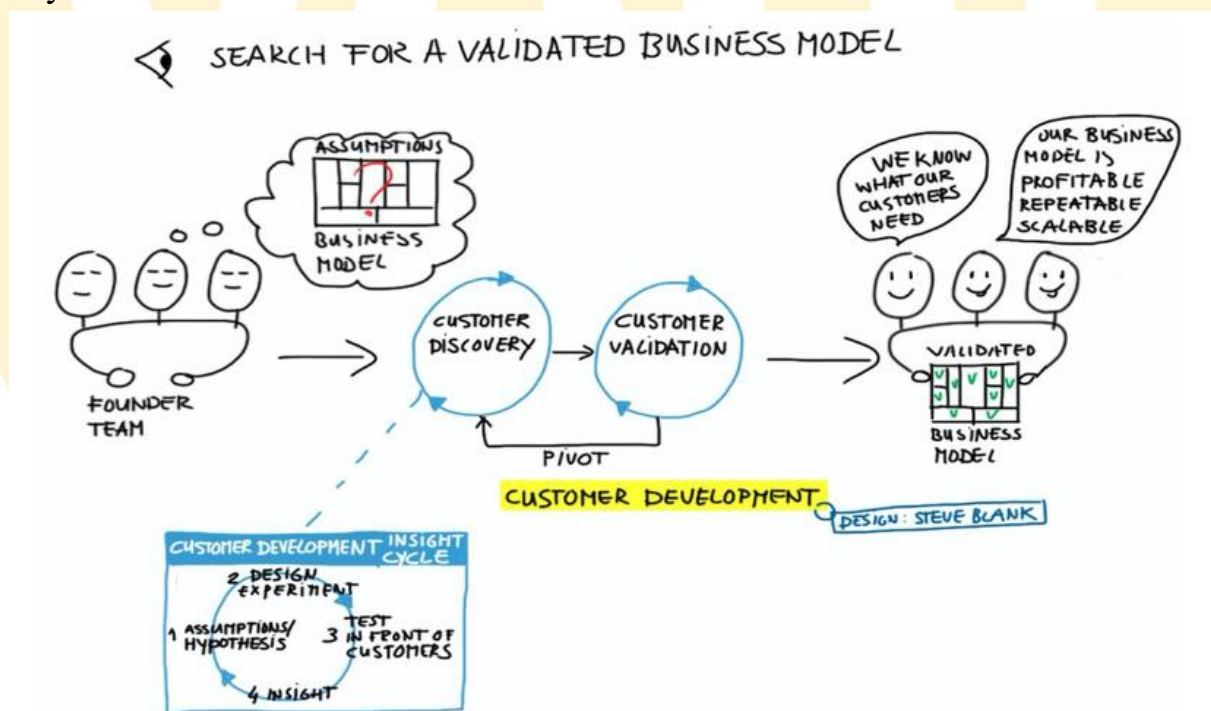 SEARCH FOR A VALIDATED BUSINESS MODEL
ASSUMPTIONS
?
BUSINESS
MODEL
FOUNDER
TEAM
CUSTOMER
DISCOVERY
CUSTOMER
VALIDATION
PIVOT
CUSTOMER DEVELOPMENT
DESIGN: STEVE BLANK
WE KNOW
WHAT OUR
CUSTOMERS
NEED
OUR BUSINESS
MODEL IS
PROFITABLE
REPEATABLE
SCALABLE
VALIDATED
BUSINESS
MODEL
CUSTOMER DEVELOPMENT INSIGHT
CYCLE
1 ASSUMPTIONS/
HYPOTHESIS
2 DESIGN
EXPERIMENT
3 TEST
IN FRONT OF
CUSTOMERS
4 INSIGHT